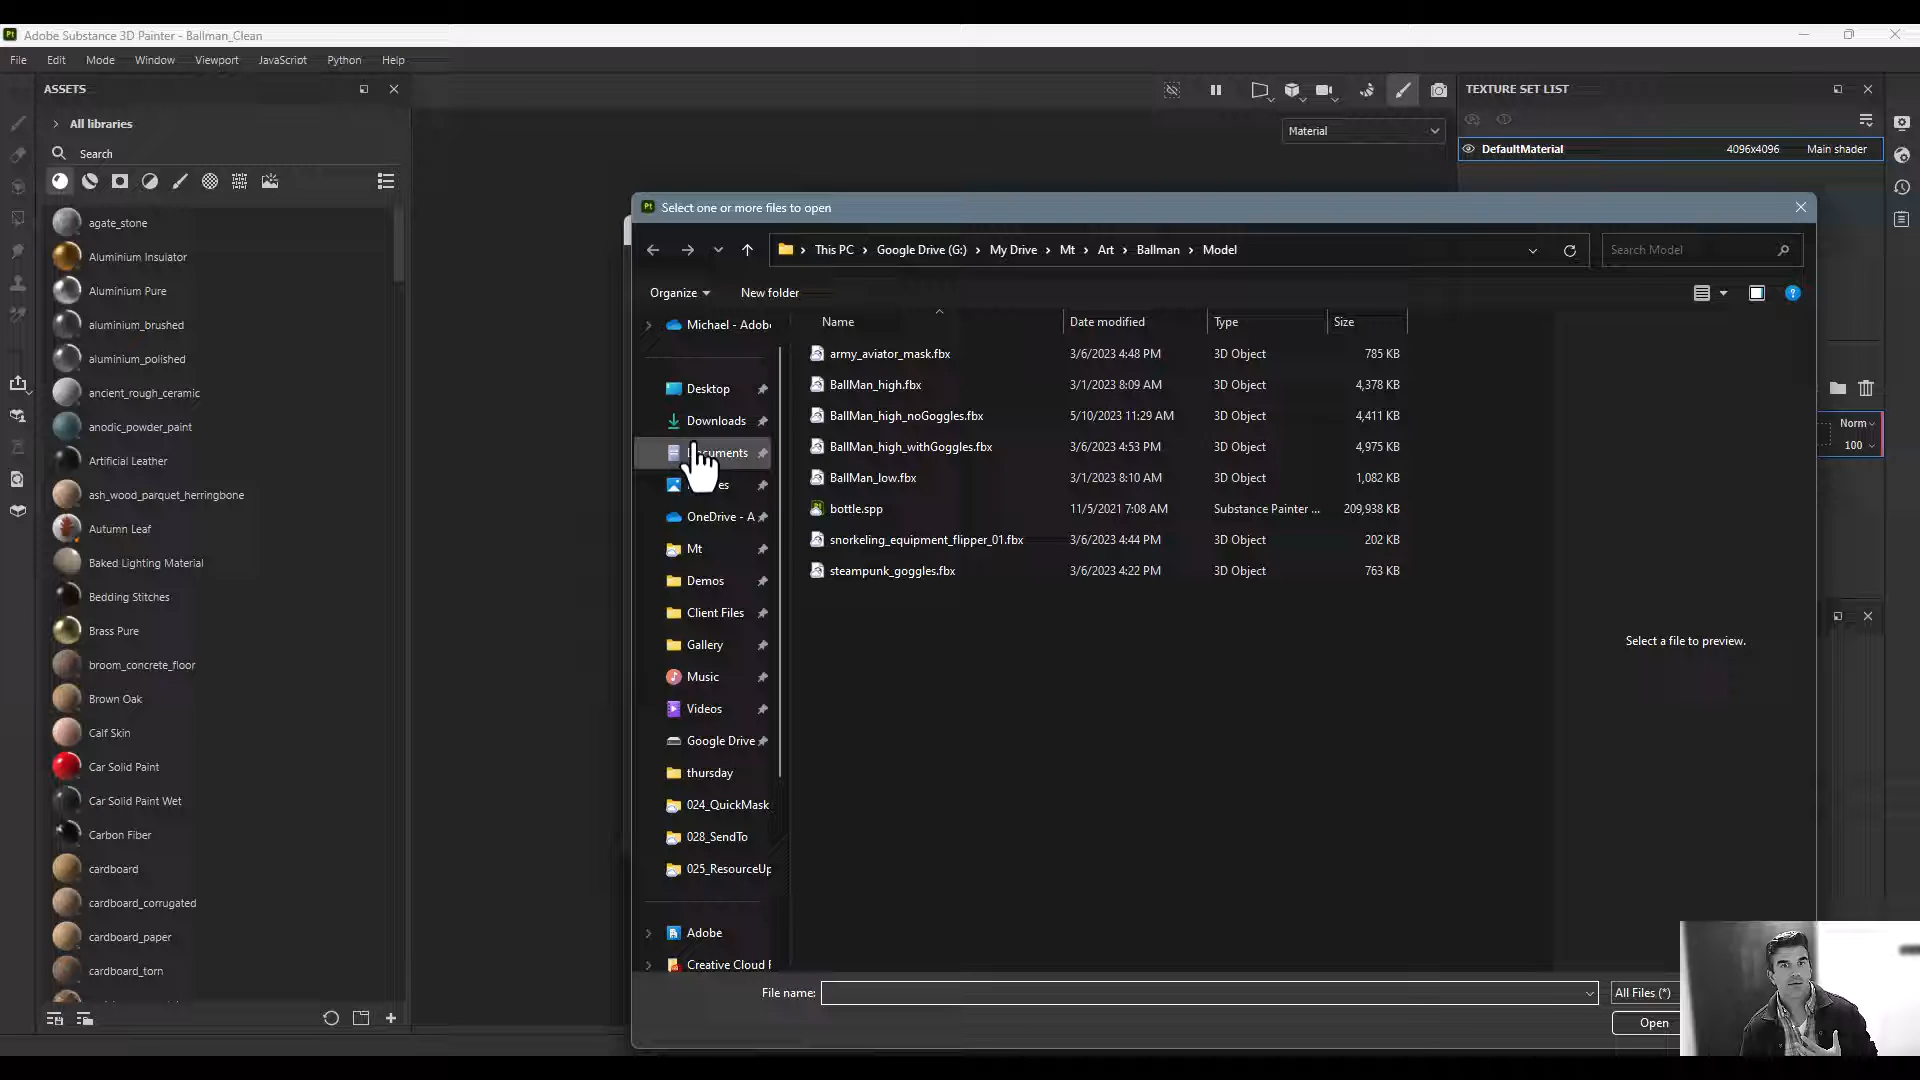 Adobe Substance 3D Painter - Ballman_Clean
File Edit Mode Window Viewport JavaScript Python Help
ASSETS
All libraries
Search
agate_stone
Aluminium Insulator
Aluminium Pure
aluminium_brushed
aluminium_polished
ancient_rough_ceramic
anodic_powder_paint
Artificial Leather
ash_wood_parquet_herringbone
Autumn Leaf
Baked Lighting Material
Bedding Stitches
Brass Pure
broom_concrete_floor
Brown Oak
Calf Skin
Car Solid Paint
Car Solid Paint Wet
Carbon Fiber
cardboard
cardboard_corrugated
cardboard_paper
cardboard_torn
Material
TEXTURE SET LIST
DefaultMaterial 4096x4096 Main shader
Norm
100
Select one or more files to open
This PC > Google Drive (G:) > My Drive > Mt > Art > Ballman > Model
Search Model
Organize New folder
Michael - Adobe
Desktop
Downloads
OneDrive - A
Mt
Demos
Client Files
Gallery
Music
Videos
Google Drive
thursday
024_QuickMask
028_SendTo
025_ResourceUp
Adobe
Creative Cloud F
Name Date modified Type Size
army_aviator_mask.fbx 3/6/2023 4:48 PM 3D Object 785 KB
BallMan_high.fbx 3/1/2023 8:09 AM 3D Object 4,378 KB
BallMan_high_noGoggles.fbx 5/10/2023 11:29 AM 3D Object 4,411 KB
BallMan_high_withGoggles.fbx 3/6/2023 4:53 PM 3D Object 4,975 KB
BallMan_low.fbx 3/1/2023 8:10 AM 3D Object 1,082 KB
bottle.spp 11/5/2021 7:08 AM Substance Painter ... 209,938 KB
snorkeling_equipment_flipper_01.fbx 3/6/2023 4:44 PM 3D Object 202 KB
steampunk_goggles.fbx 3/6/2023 4:22 PM 3D Object 763 KB
Select a file to preview.
File name:
All Files (*)
Open